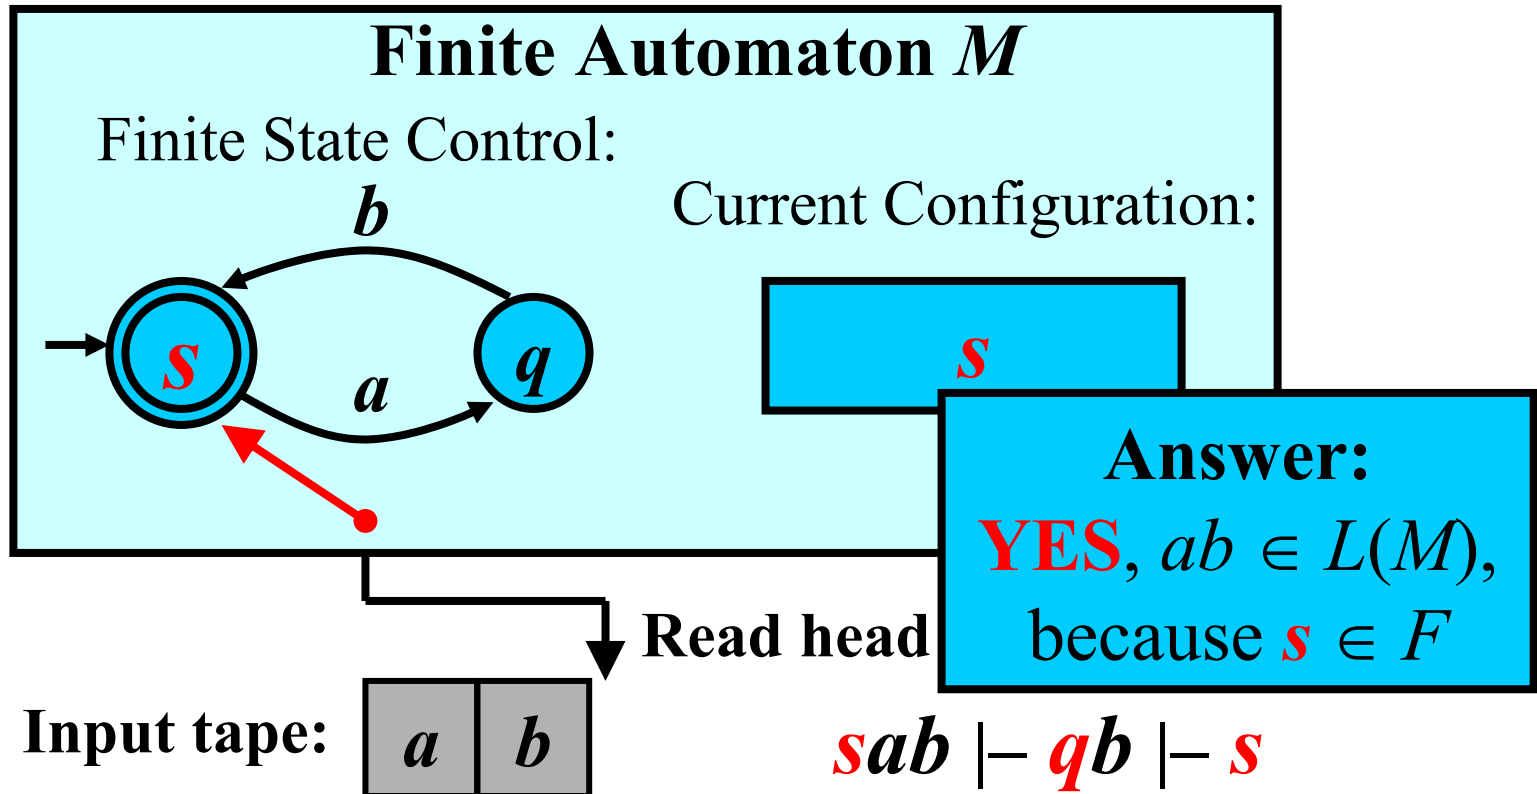 Finite Automaton M
Finite State Control:
Current Configuration:
b
s
q
a
s
Answer:
YES, ab ∈ L(M),
because s ∈ F
Read head
Input tape:
a b
sab |– qb |– s